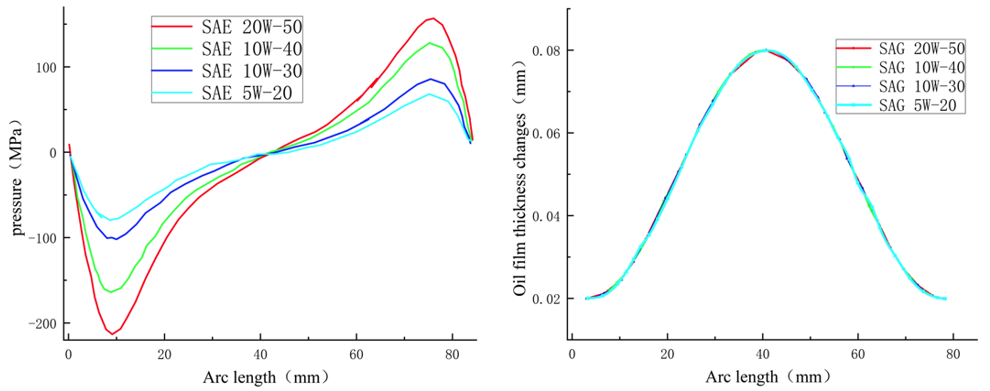 SAE 20W-50
SAE 10W-40
SAE 10W-30
SAE 5W-20
pressure（MPa）
100
0
-100
-200
0
20
40
60
80
Arc length（mm）
SAG 20W-50
SAG 10W-40
SAG 10W-30
SAG 5W-20
Oil film thickness changes（mm）
0.08
0.06
0.04
0.02
0
20
40
60
80
Arc length（mm）